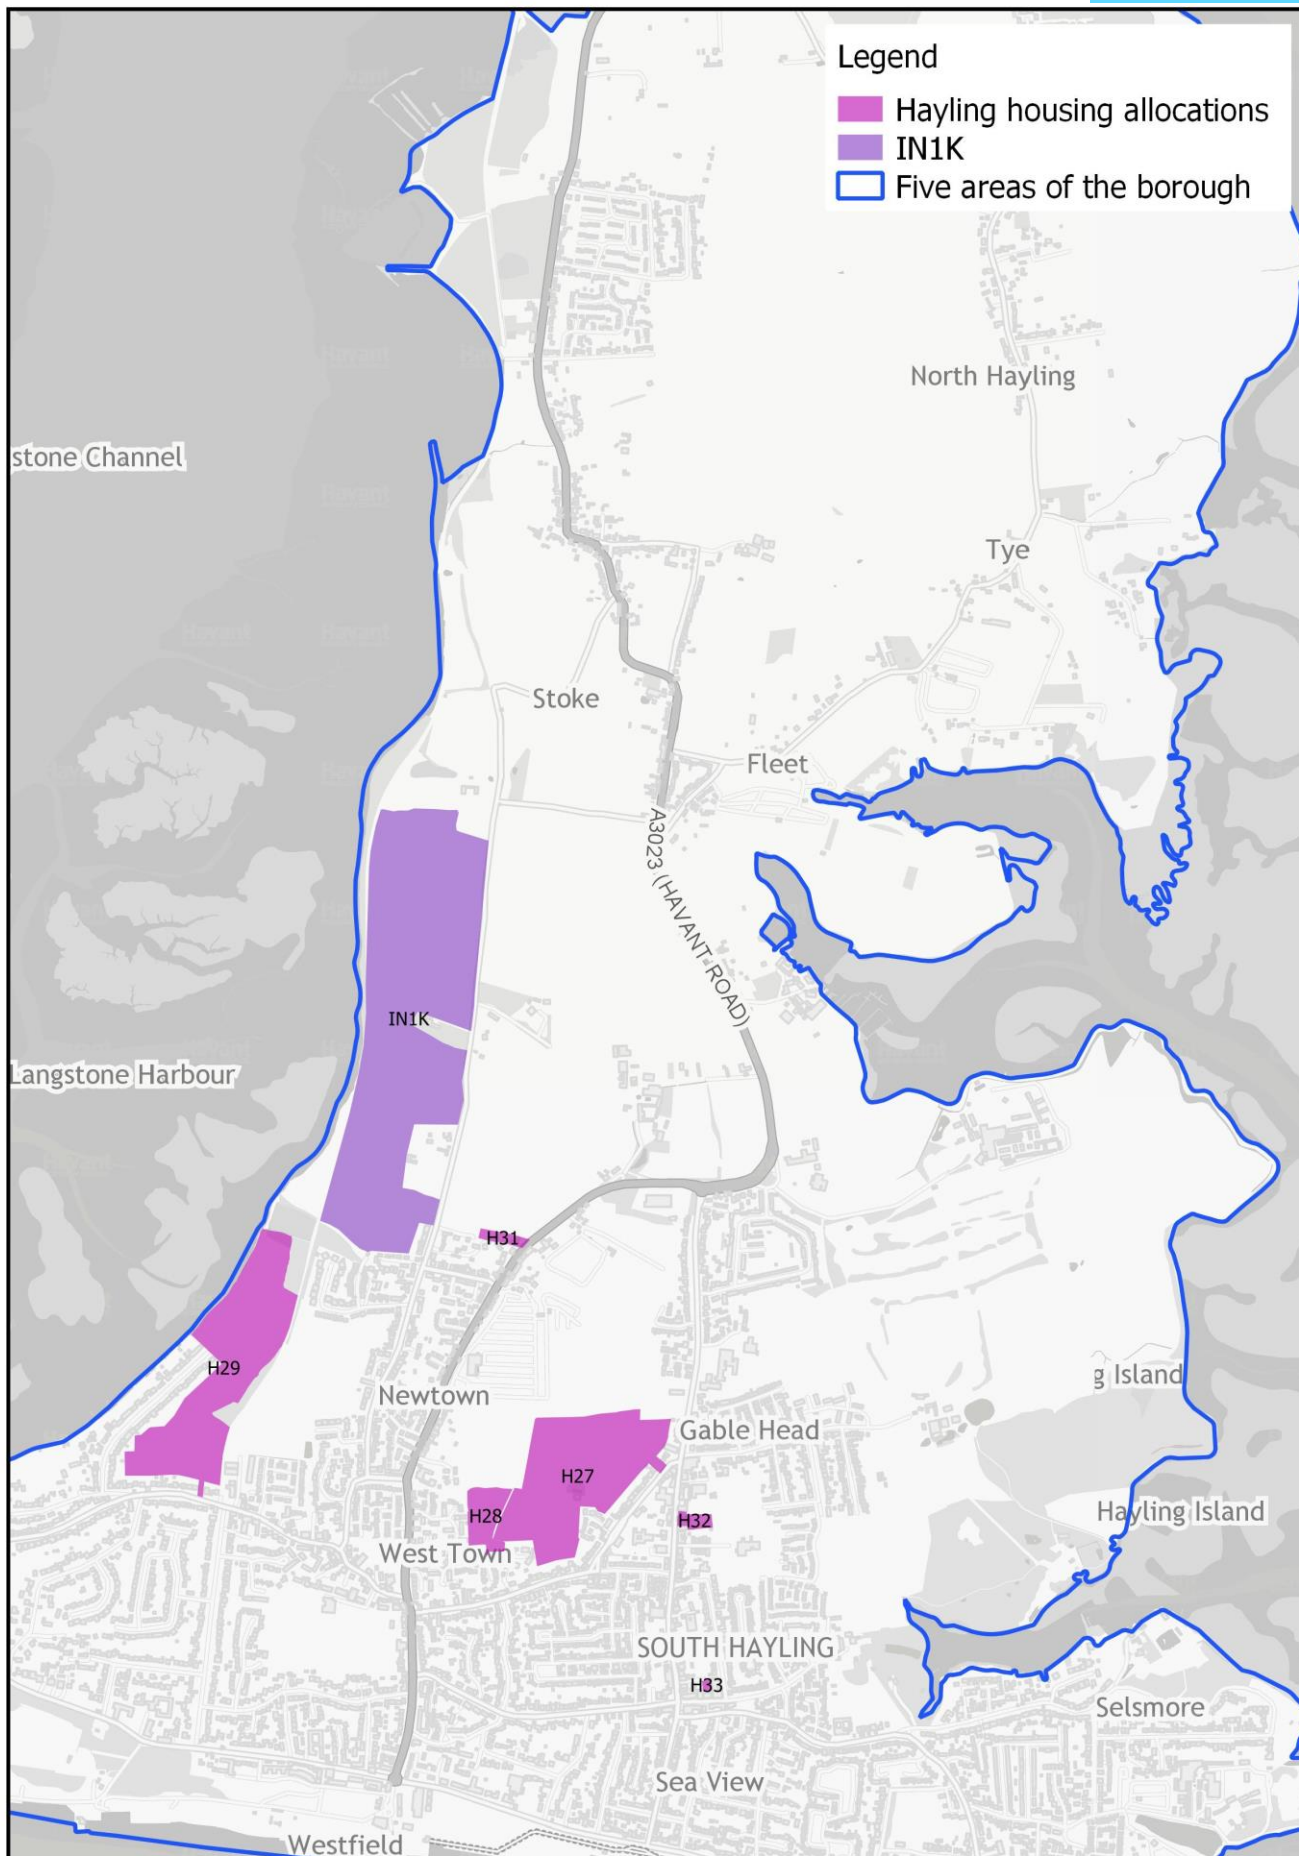 Legend
Hayling housing allocations
IN1K
Five areas of the borough
North Hayling
stone Channel
Tye
Stoke
Fleet
A3023 (HAVANT ROAD)
IN1K
Langstone Harbour
H31
H29
g Island
Newtown
Gable Head
H27
H28
H32
Hayling Island
West Town
SOUTH HAYLING
H33
Selsmore
Sea View
Westfield